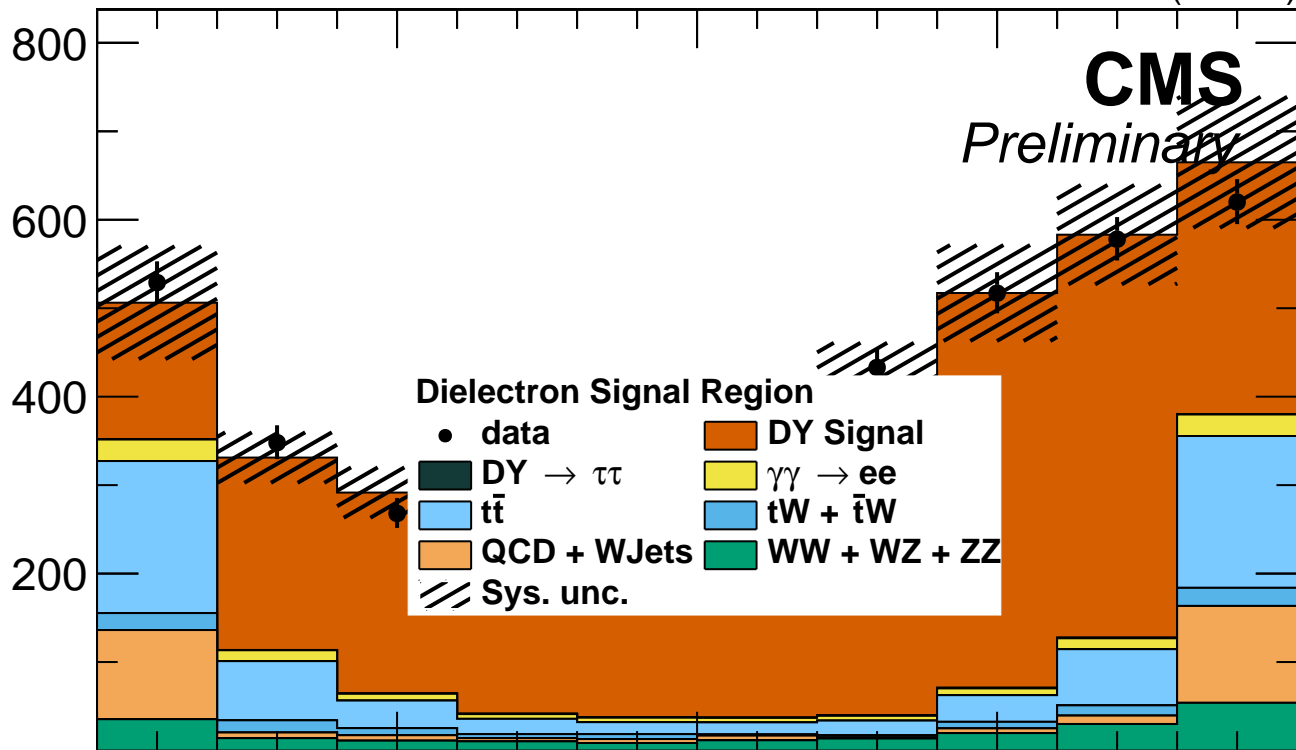 800
CMS
Preliminary
600
400
Dielectron Signal Region
data
DY Signal
DY → ττ
γγ → ee
tt̄
tW + t̄W
QCD + WJets
WW + WZ + ZZ
Sys. unc.
200